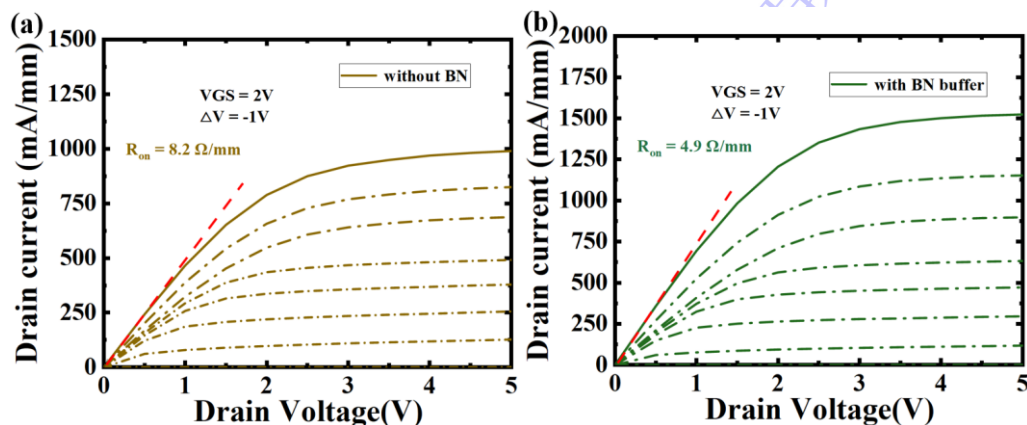 (a)
1500
1250
1000
750
500
250
0
Drain current (mA/mm)
without BN
VGS = 2V
△V = -1V
R_on = 8.2 Ω/mm
0 1 2 3 4 5
Drain Voltage(V)
(b)
2000
1750
1500
1250
1000
750
500
250
0
Drain current (mA/mm)
with BN buffer
VGS = 2V
△V = -1V
R_on = 4.9 Ω/mm
0 1 2 3 4 5
Drain Voltage(V)